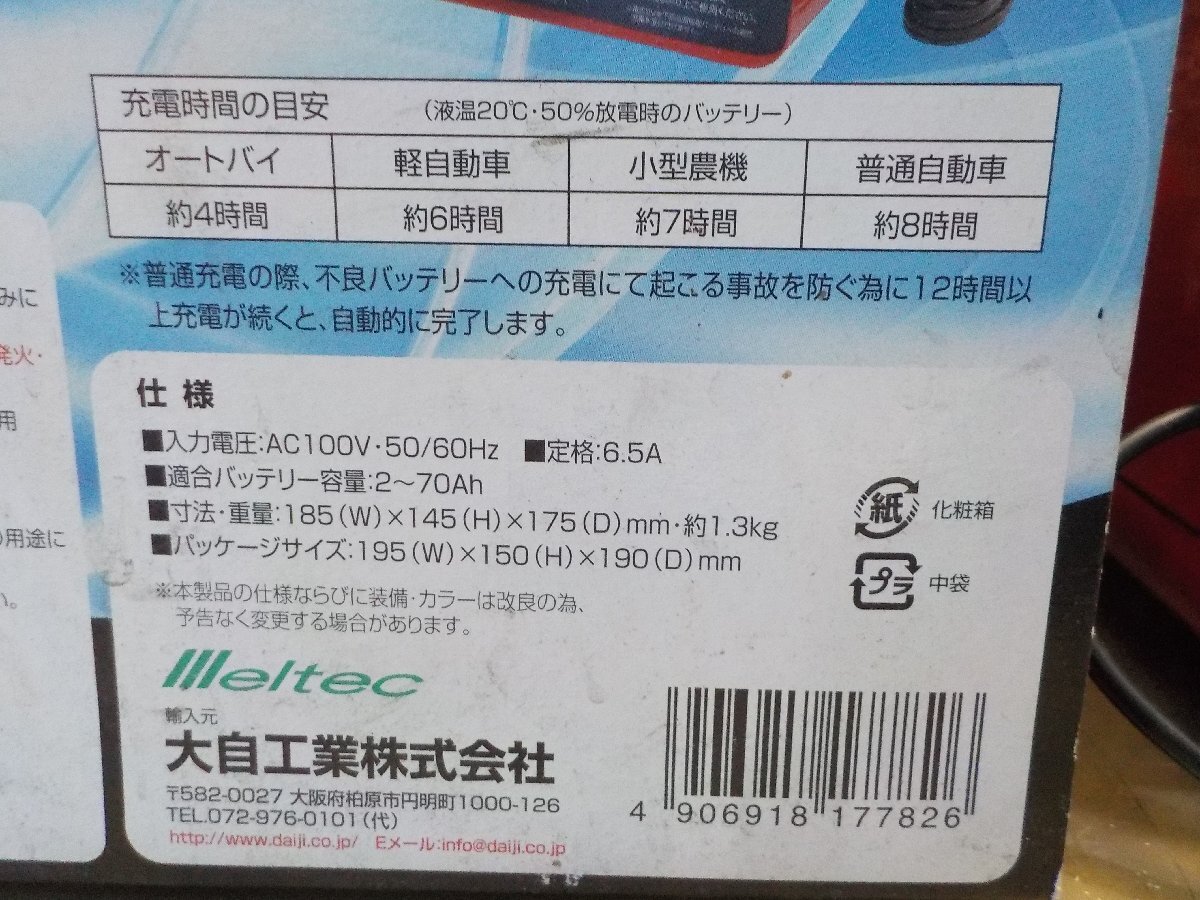 充電時間の目安 (液温20℃・50%放電時のバッテリー)
オートバイ 軽自動車 小型農機 普通自動車
約4時間 約6時間 約7時間 約8時間
※普通充電の際、不良バッテリーへの充電にて起こる事故を防ぐ為に12時間以
上充電が続くと、自動的に完了します。
みに
発火・
用
用途に
い。
仕 様
■入力電圧:AC100V・50/60Hz ■定格:6.5A
■適合バッテリー容量:2〜70Ah
■寸法・重量:185(W)×145(H)×175(D)mm・約1.3kg
■パッケージサイズ:195(W)×150(H)×190(D)mm
※本製品の仕様ならびに装備・カラーは改良の為、
予告なく変更する場合があります。
紙 化粧箱
プラ 中袋
Meltec
輸入元
大自工業株式会社
〒582-0027 大阪府柏原市円明町1000-126
TEL.072-976-0101(代)
http://www.daiji.co.jp/ Eメール:info@daiji.co.jp
4 906918 177826